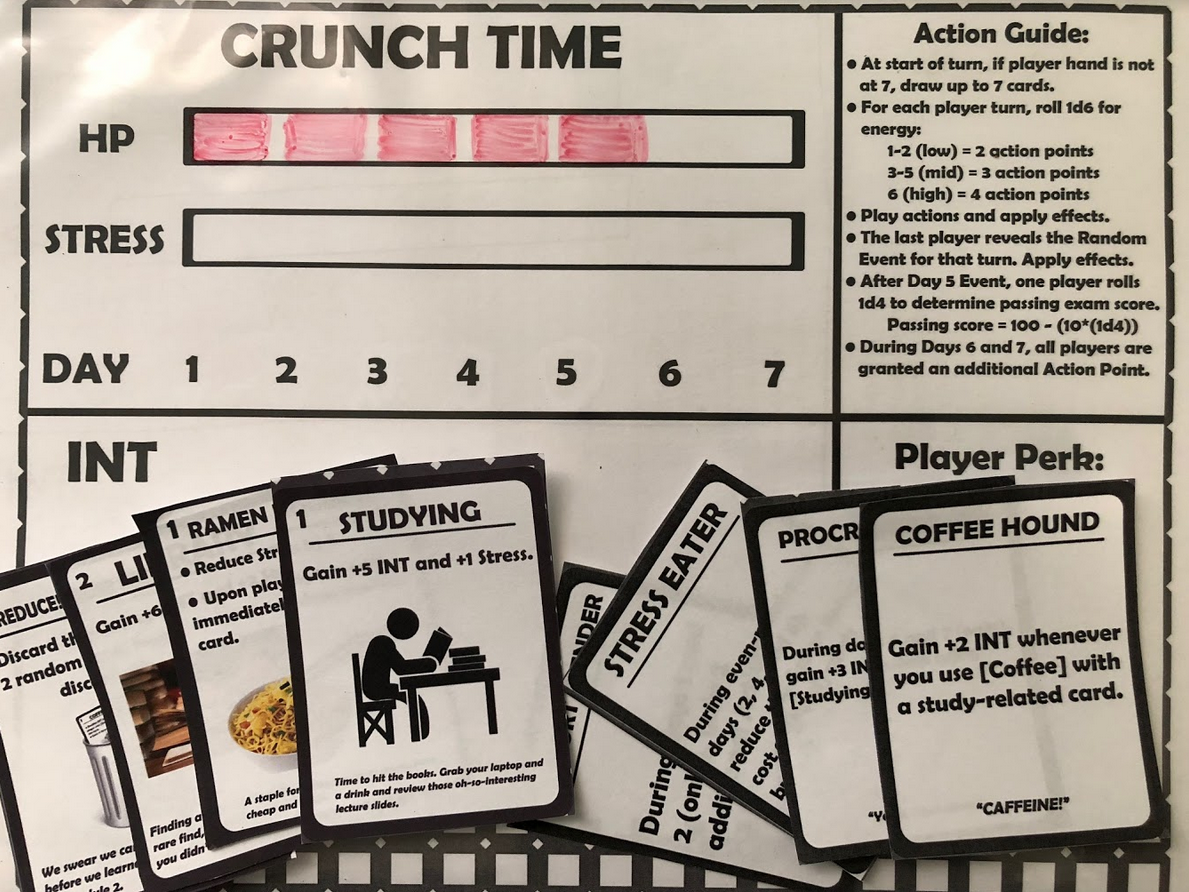 CRUNCH TIME
HP
STRESS
DAY 1 2 3 4 5 6 7
Action Guide:
● At start of turn, if player hand is not
at 7, draw up to 7 cards.
● For each player turn, roll 1d6 for
energy:
1-2 (low) = 2 action points
3-5 (mid) = 3 action points
6 (high) = 4 action points
● Play actions and apply effects.
● The last player reveals the Random
Event for that turn. Apply effects.
● After Day 5 Event, one player rolls
1d4 to determine passing exam score.
Passing score = 100 - (10*(1d4))
● During Days 6 and 7, all players are
granted an additional Action Point.
INT
Player Perk:
REDUCE!
Discard th
2 random
disc
We swear we ca
before we learne
2.
2 LI
Gain +6
Finding a
rare find,
you didn
1 RAMEN
● Reduce Str
● Upon play
immediatel
card.
A staple for
cheap and
1 STUDYING
Gain +5 INT and +1 Stress.
Time to hit the books. Grab your laptop and
a drink and review those oh-so-interesting
lecture slides.
NDER
During
2 (onl
addi
STRESS EATER
During even-
days (2, 4,
reduce
cost
PROCR
During da
gain +3 IN
[Studying
"Y
COFFEE HOUND
Gain +2 INT whenever
you use [Coffee] with
a study-related card.
"CAFFEINE!"